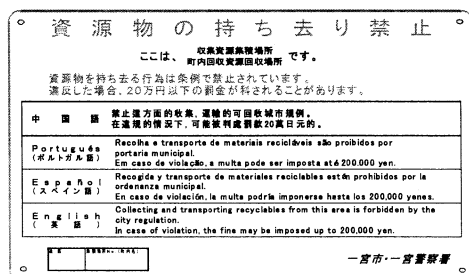 資源物の持ち去り禁止
ここは、 収集資源集積場所 です。
町内回収資源回収場所
資源物を持ち去る行為は条例で禁止されています。
違反した場合、20万円以下の罰金が科されることがあります。
中国語
禁止這方面的收集,運輸的可回收城市規例。
在違規的情況下,可能被判處罰款20萬日元的。
Português
(ポルトガル語)
Recolha e transporte de materiais recicláveis são proibidos por
portaria municipal.
Em caso de violação, a multa pode ser imposta até 200.000 yen.
Español
(スペイン語)
Recogida y transporte de materiales reciclables están prohibidos por la
ordenanza municipal.
En caso de violación, la multa podría imponerse hasta los 200,000 yenes.
English
(英語)
Collecting and transporting recyclables from this area is forbidden by the
city regulation.
In case of violation, the fine may be imposed up to 200,000 yen.
一宮市・一宮警察署